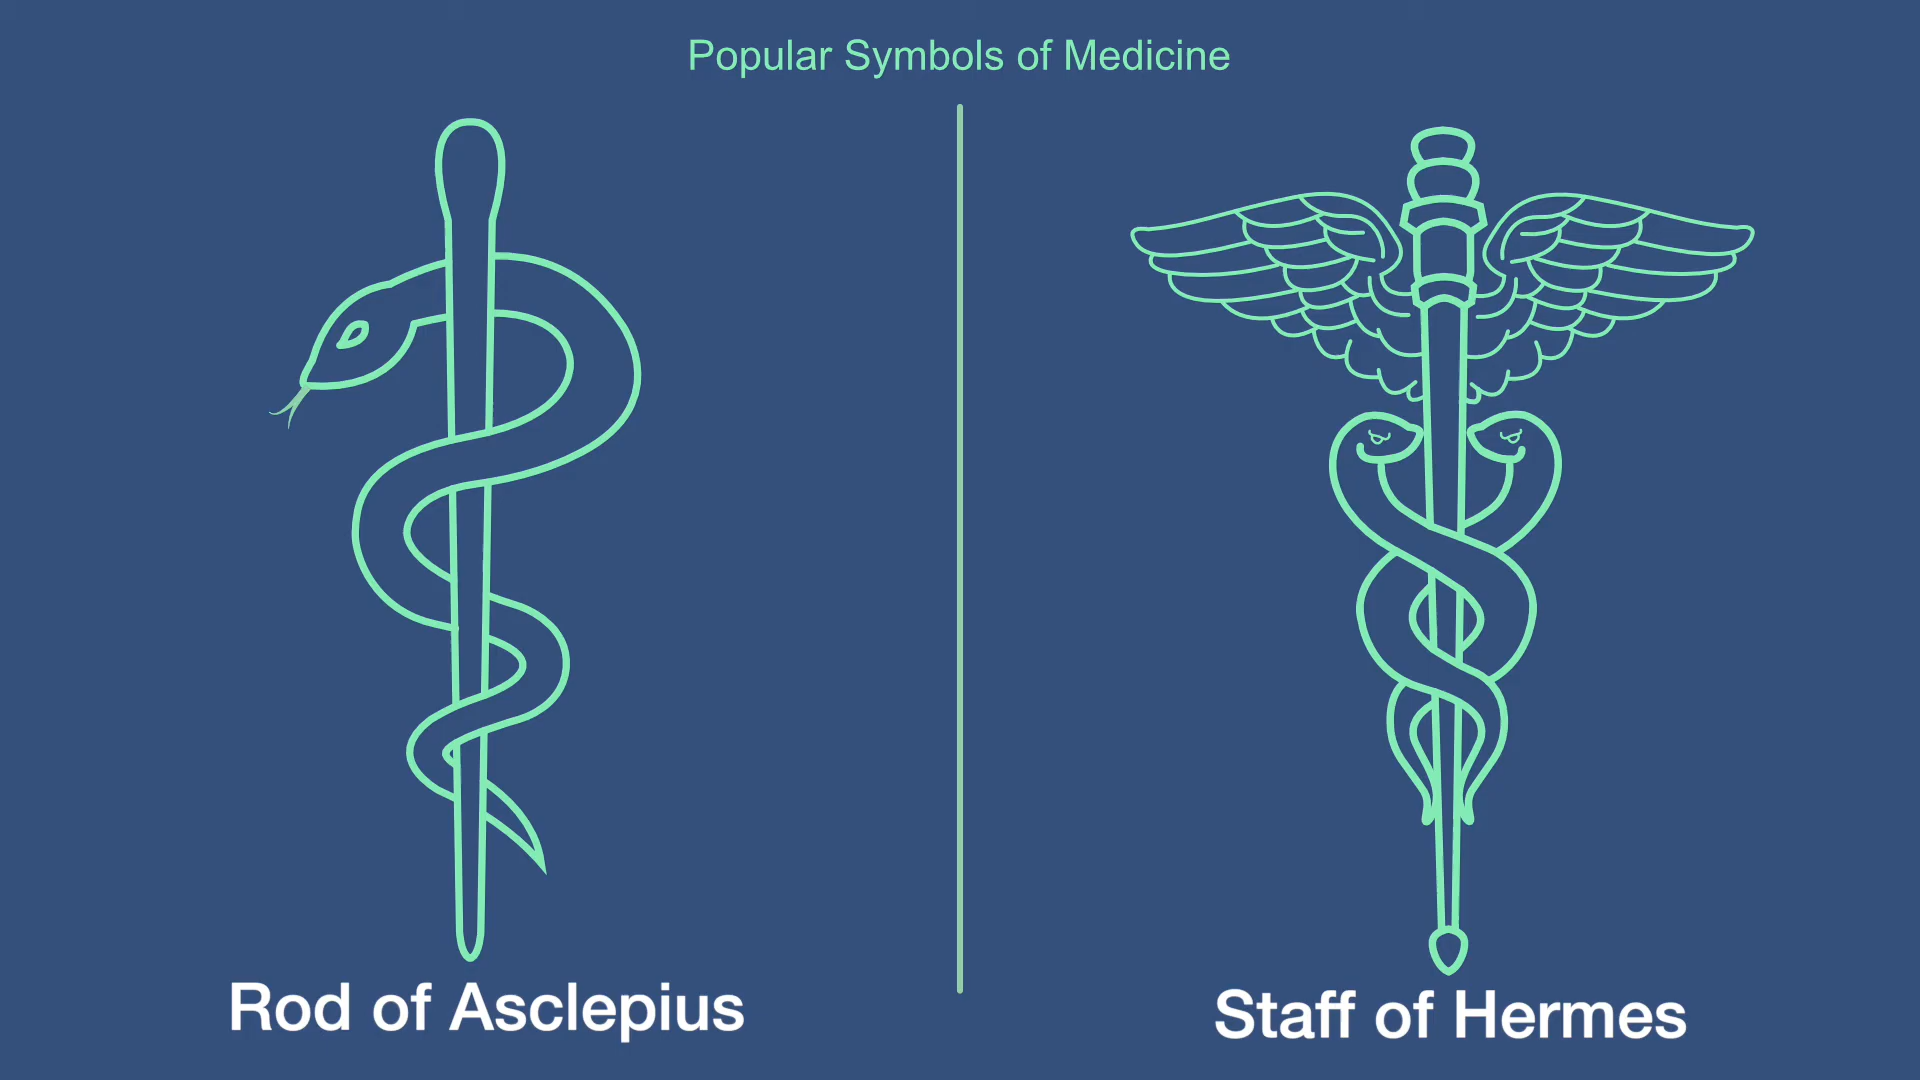 Popular Symbols of Medicine
Rod of Asclepius
Staff of Hermes